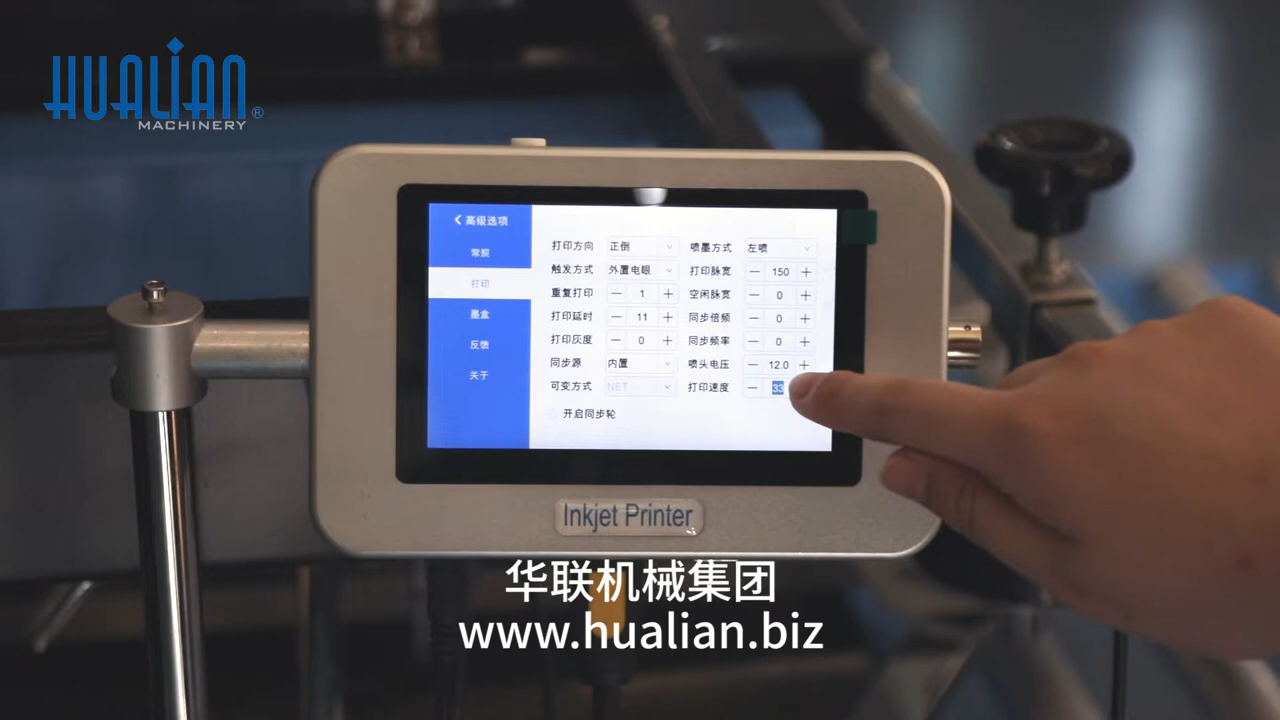 HUALIAN®
MACHINERY
高级选项
常规
打印
墨盒
反馈
关于
打印方向 正倒 喷墨方式 左喷
触发方式 外置电眼 打印脉宽 — 150 +
重复打印 — 1 + 空闲脉宽 — 0 +
打印延时 — 11 + 同步倍频 — 0 +
打印灰度 — 0 + 同步频率 — 0 +
同步源 内置 喷头电压 — 12.0 +
可变方式 NET 打印速度 — 33
开启同步轮
Inkjet Printer
华联机械集团
www.hualian.biz